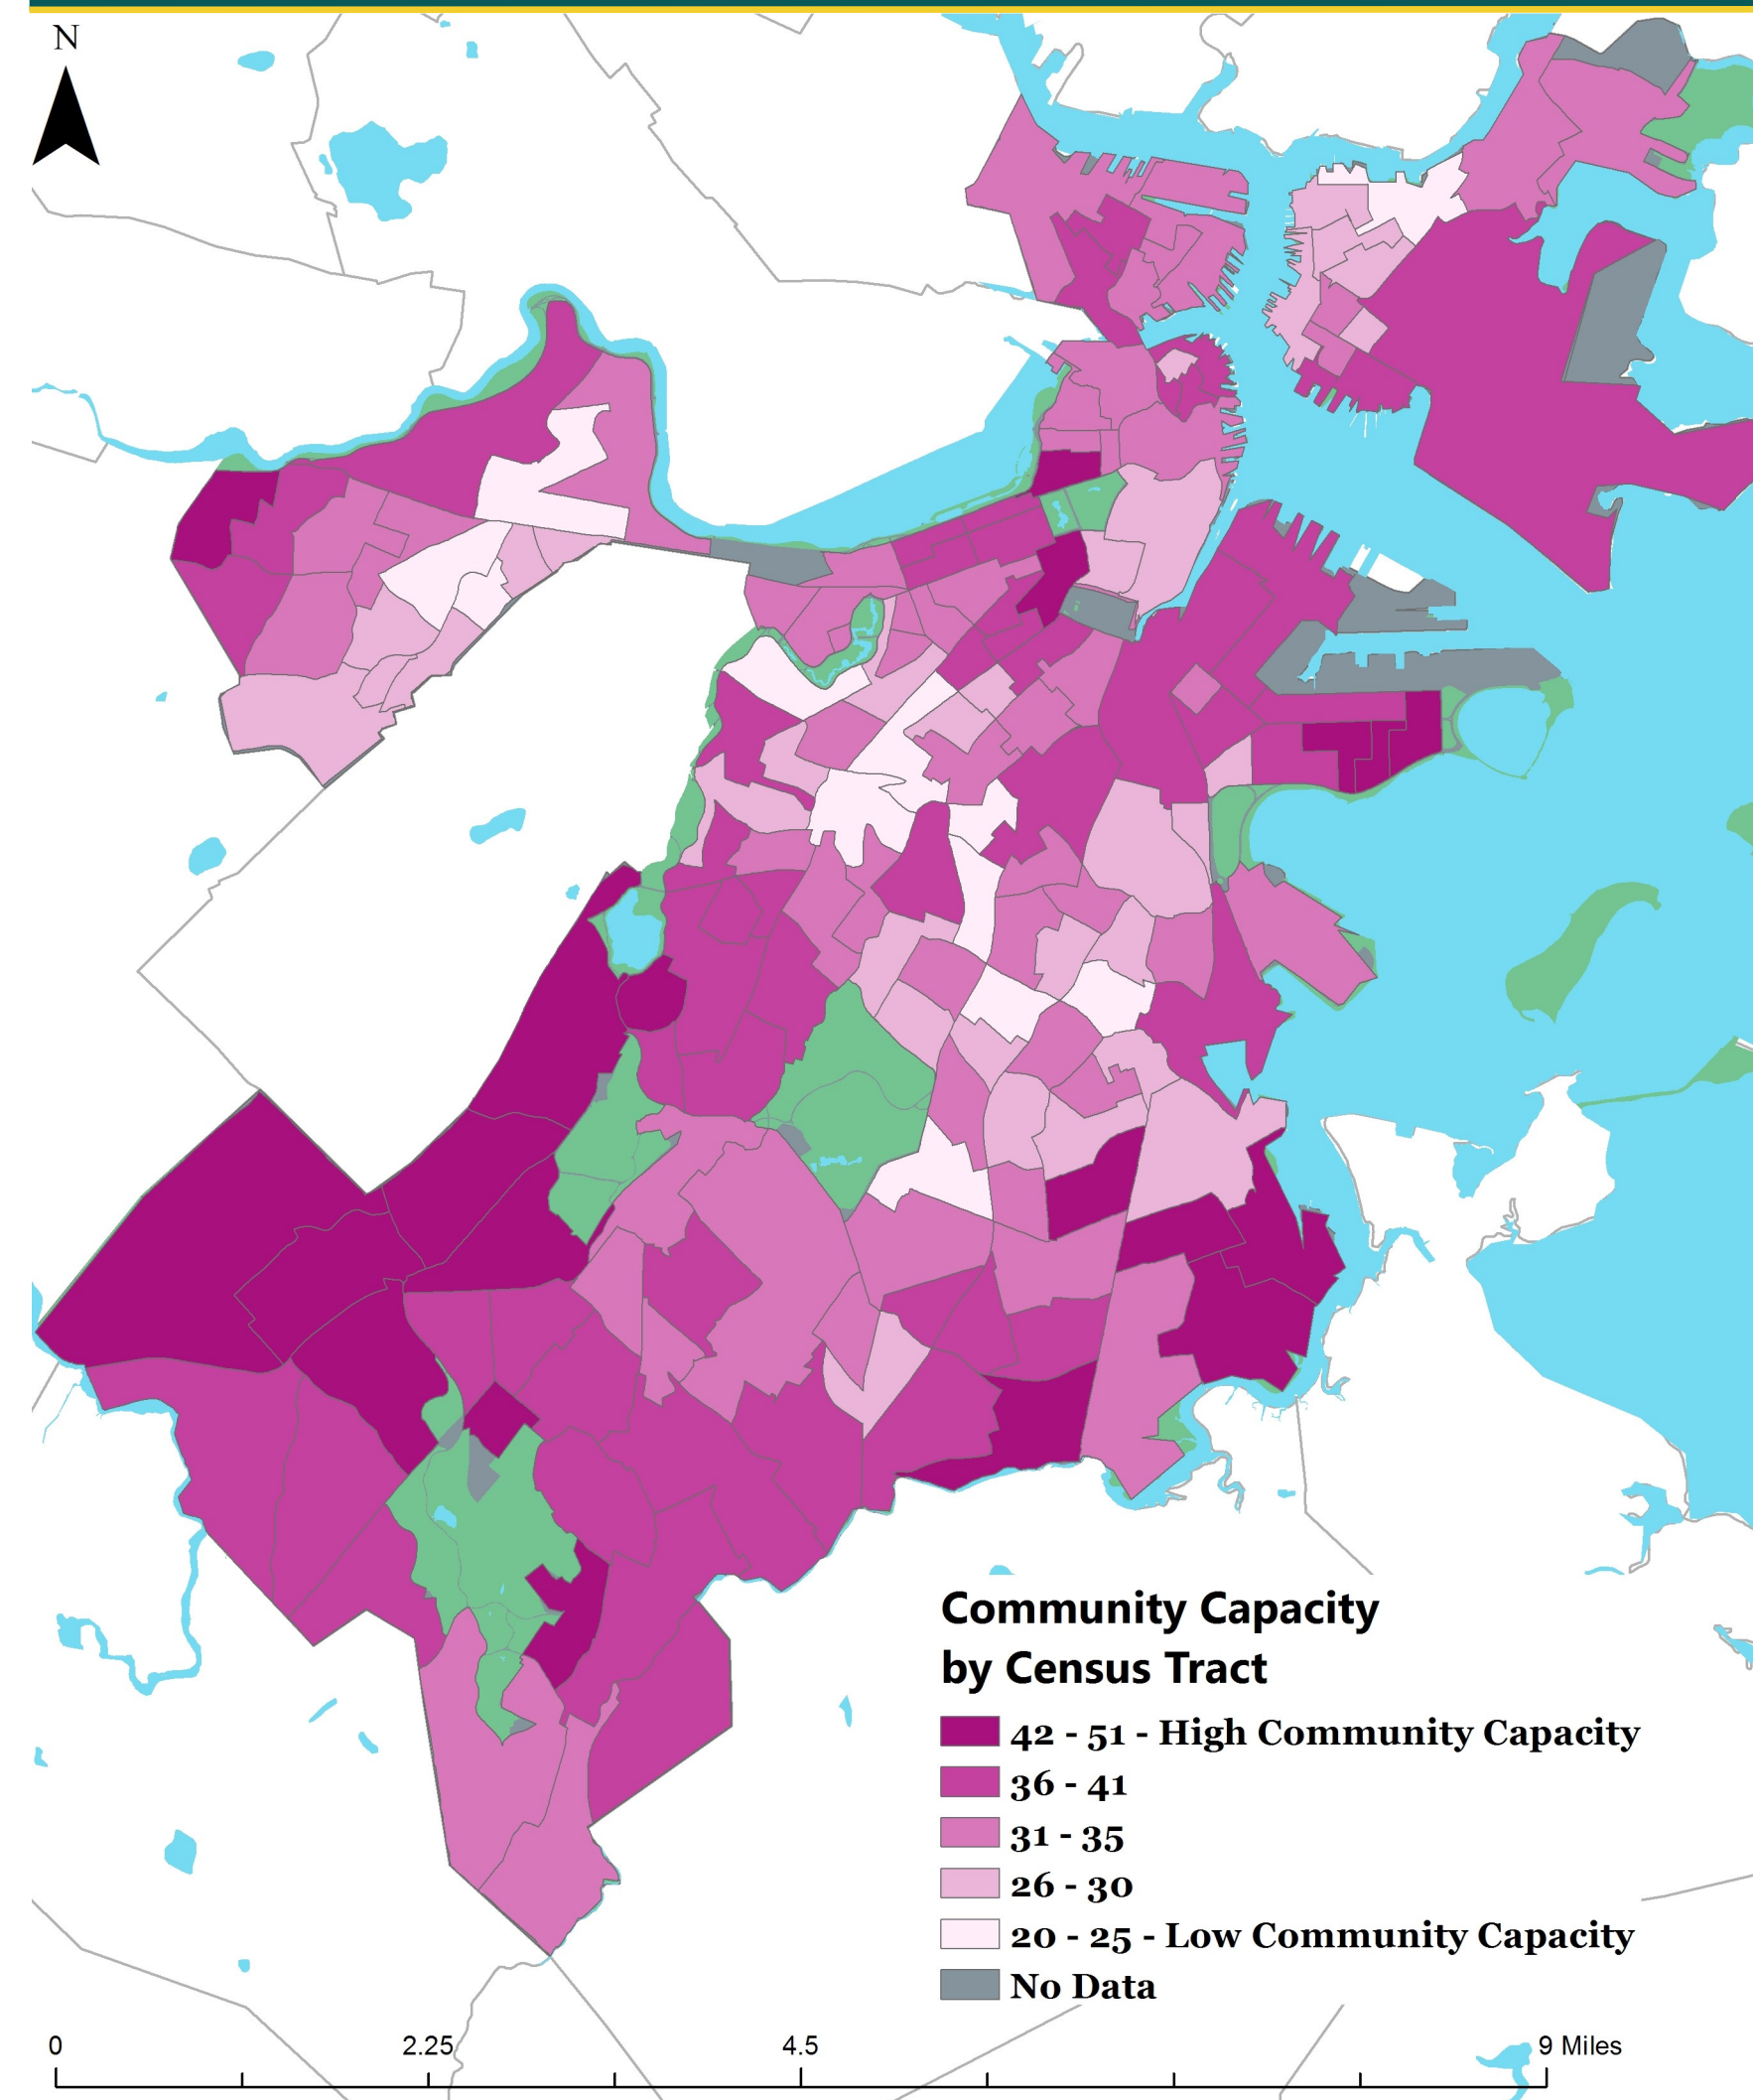 N
Community Capacity
by Census Tract
42 - 51 - High Community Capacity
36 - 41
31 - 35
26 - 30
20 - 25 - Low Community Capacity
No Data
0 2.25 4.5 9 Miles